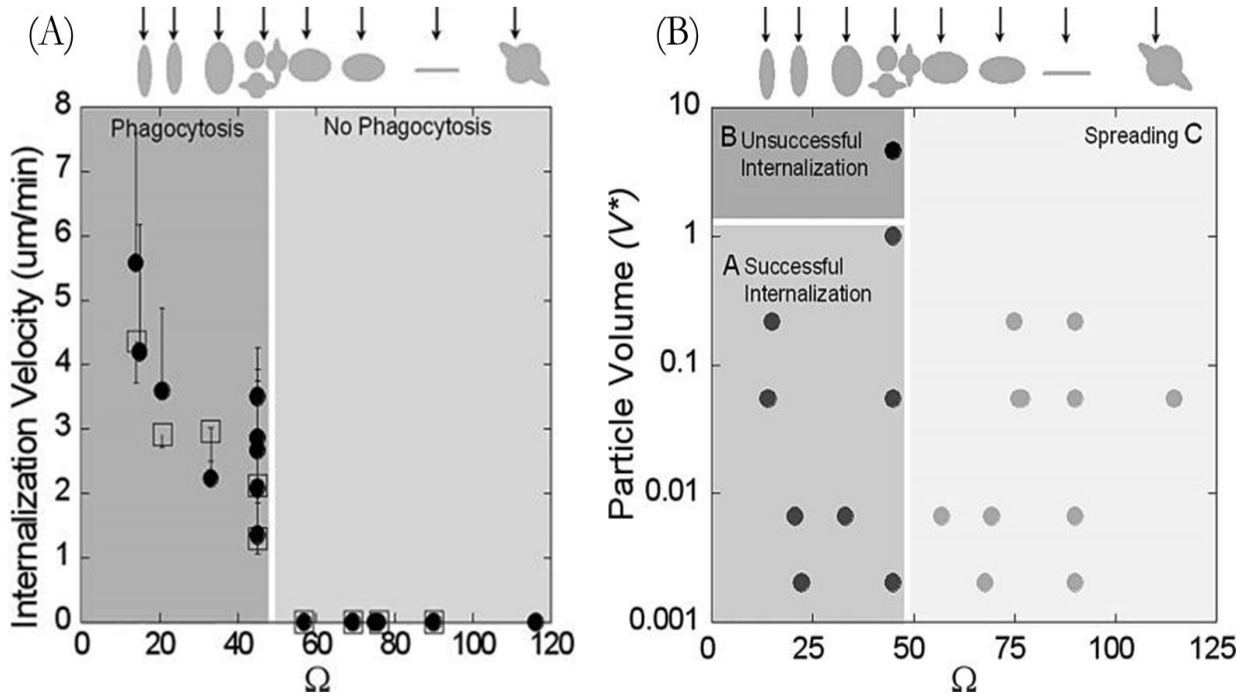 (A)
Internalization Velocity (um/min)
8
7
6
5
4
3
2
1
0
Phagocytosis
No Phagocytosis
0 20 40 60 80 100 120
Ω
(B)
Particle Volume (V*)
10
1
0.1
0.01
0.001
B Unsuccessful
Internalization
A Successful
Internalization
Spreading C
0 25 50 75 100 125
Ω